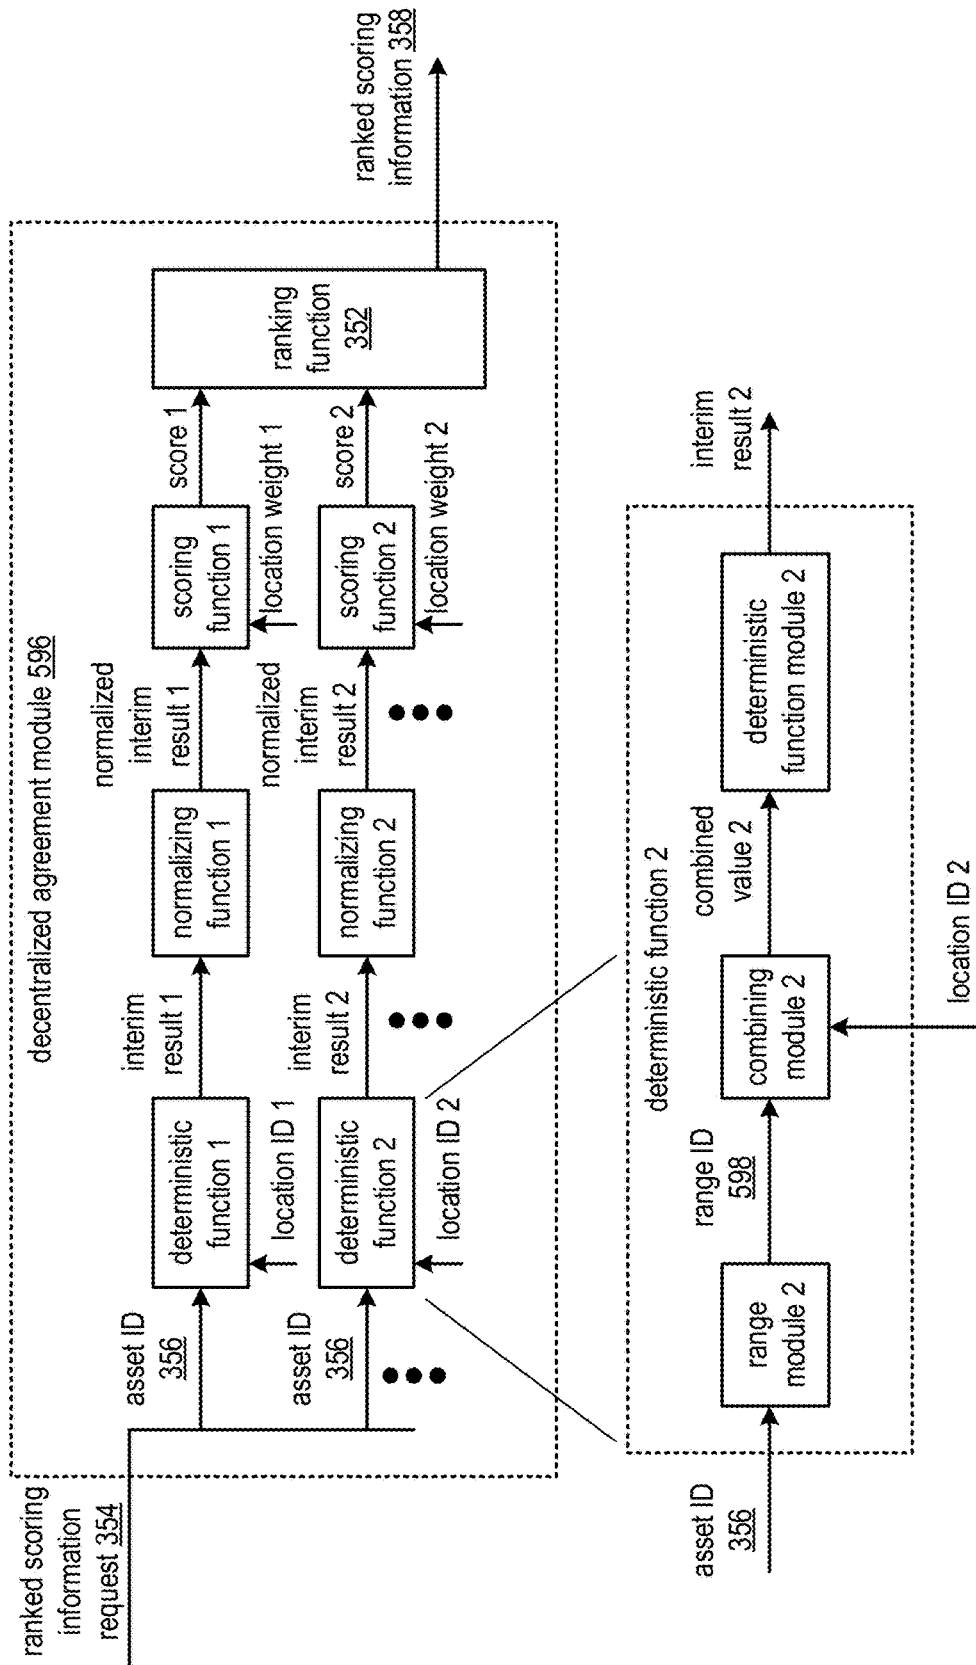 decentralized agreement module 596
ranked scoring
information
request 354
asset ID
356
deterministic
function 1
location ID 1
interim
result 1
normalizing
function 1
normalized
interim
result 1
scoring
function 1
location weight 1
score 1
asset ID
356
deterministic
function 2
location ID 2
interim
result 2
normalizing
function 2
normalized
interim
result 2
scoring
function 2
location weight 2
score 2
ranking
function
352
ranked scoring
information 358
deterministic function 2
asset ID
356
range
module 2
range ID
598
combining
module 2
location ID 2
combined
value 2
deterministic
function module 2
interim
result 2